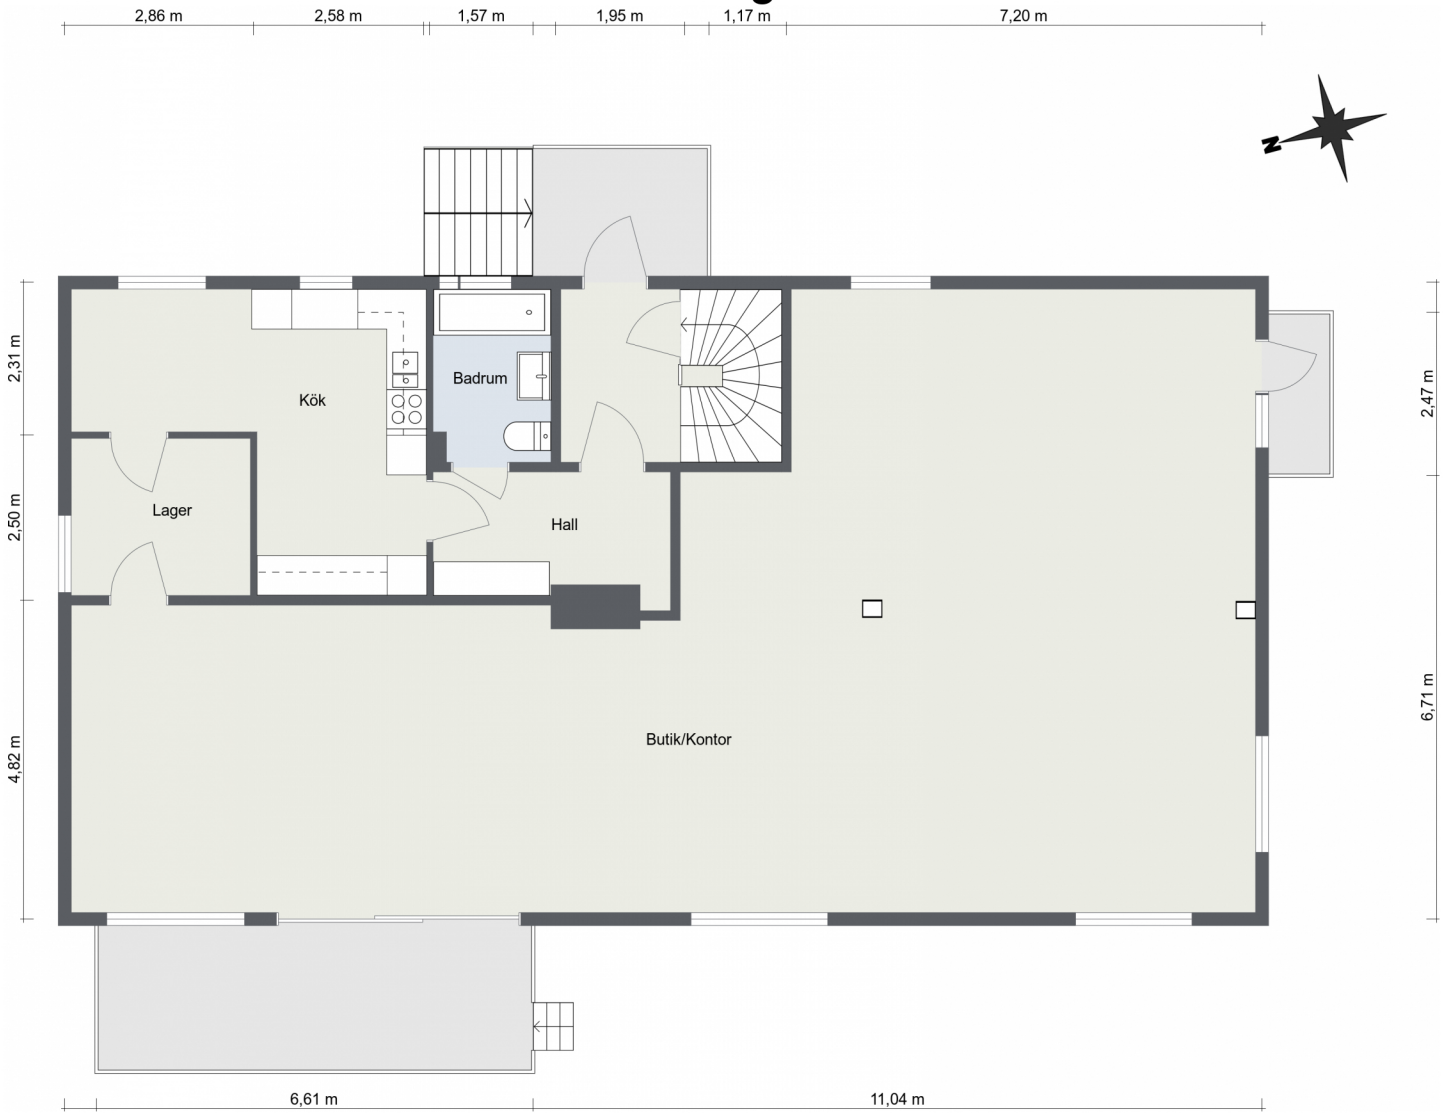 2,86 m
2,58 m
1,57 m
1,95 m
1,17 m
7,20 m
N
2,31 m
2,47 m
Badrum
Kök
Lager
Hall
2,50 m
6,71 m
Butik/Kontor
4,82 m
6,61 m
11,04 m